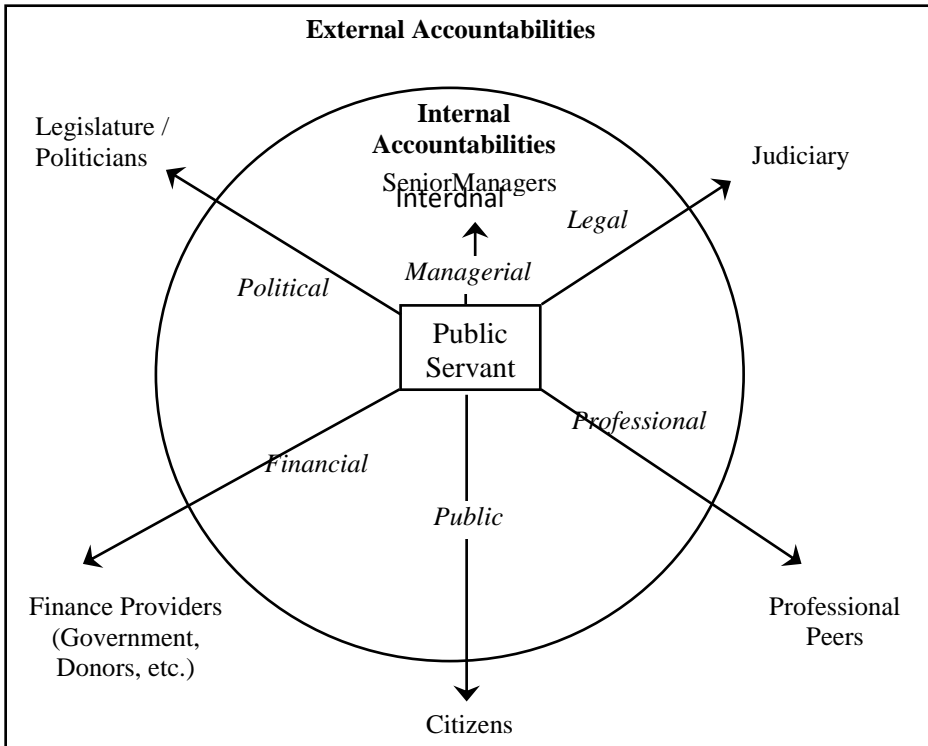 External Accountabilities
Internal
Accountabilities
Legislature /
Politicians
Judiciary
SeniorManagers
Interdnal
Legal
Managerial
Political
Public
Servant
Professional
Financial
Public
Finance Providers
(Government,
Donors, etc.)
Professional
Peers
Citizens